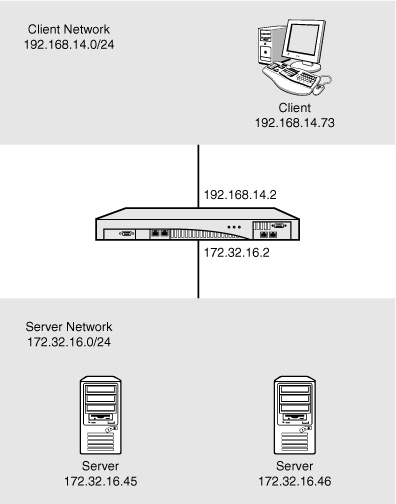 Client Network
192.168.14.0/24
Client
192.168.14.73
192.168.14.2
172.32.16.2
Server Network
172.32.16.0/24
Server
172.32.16.45
Server
172.32.16.46